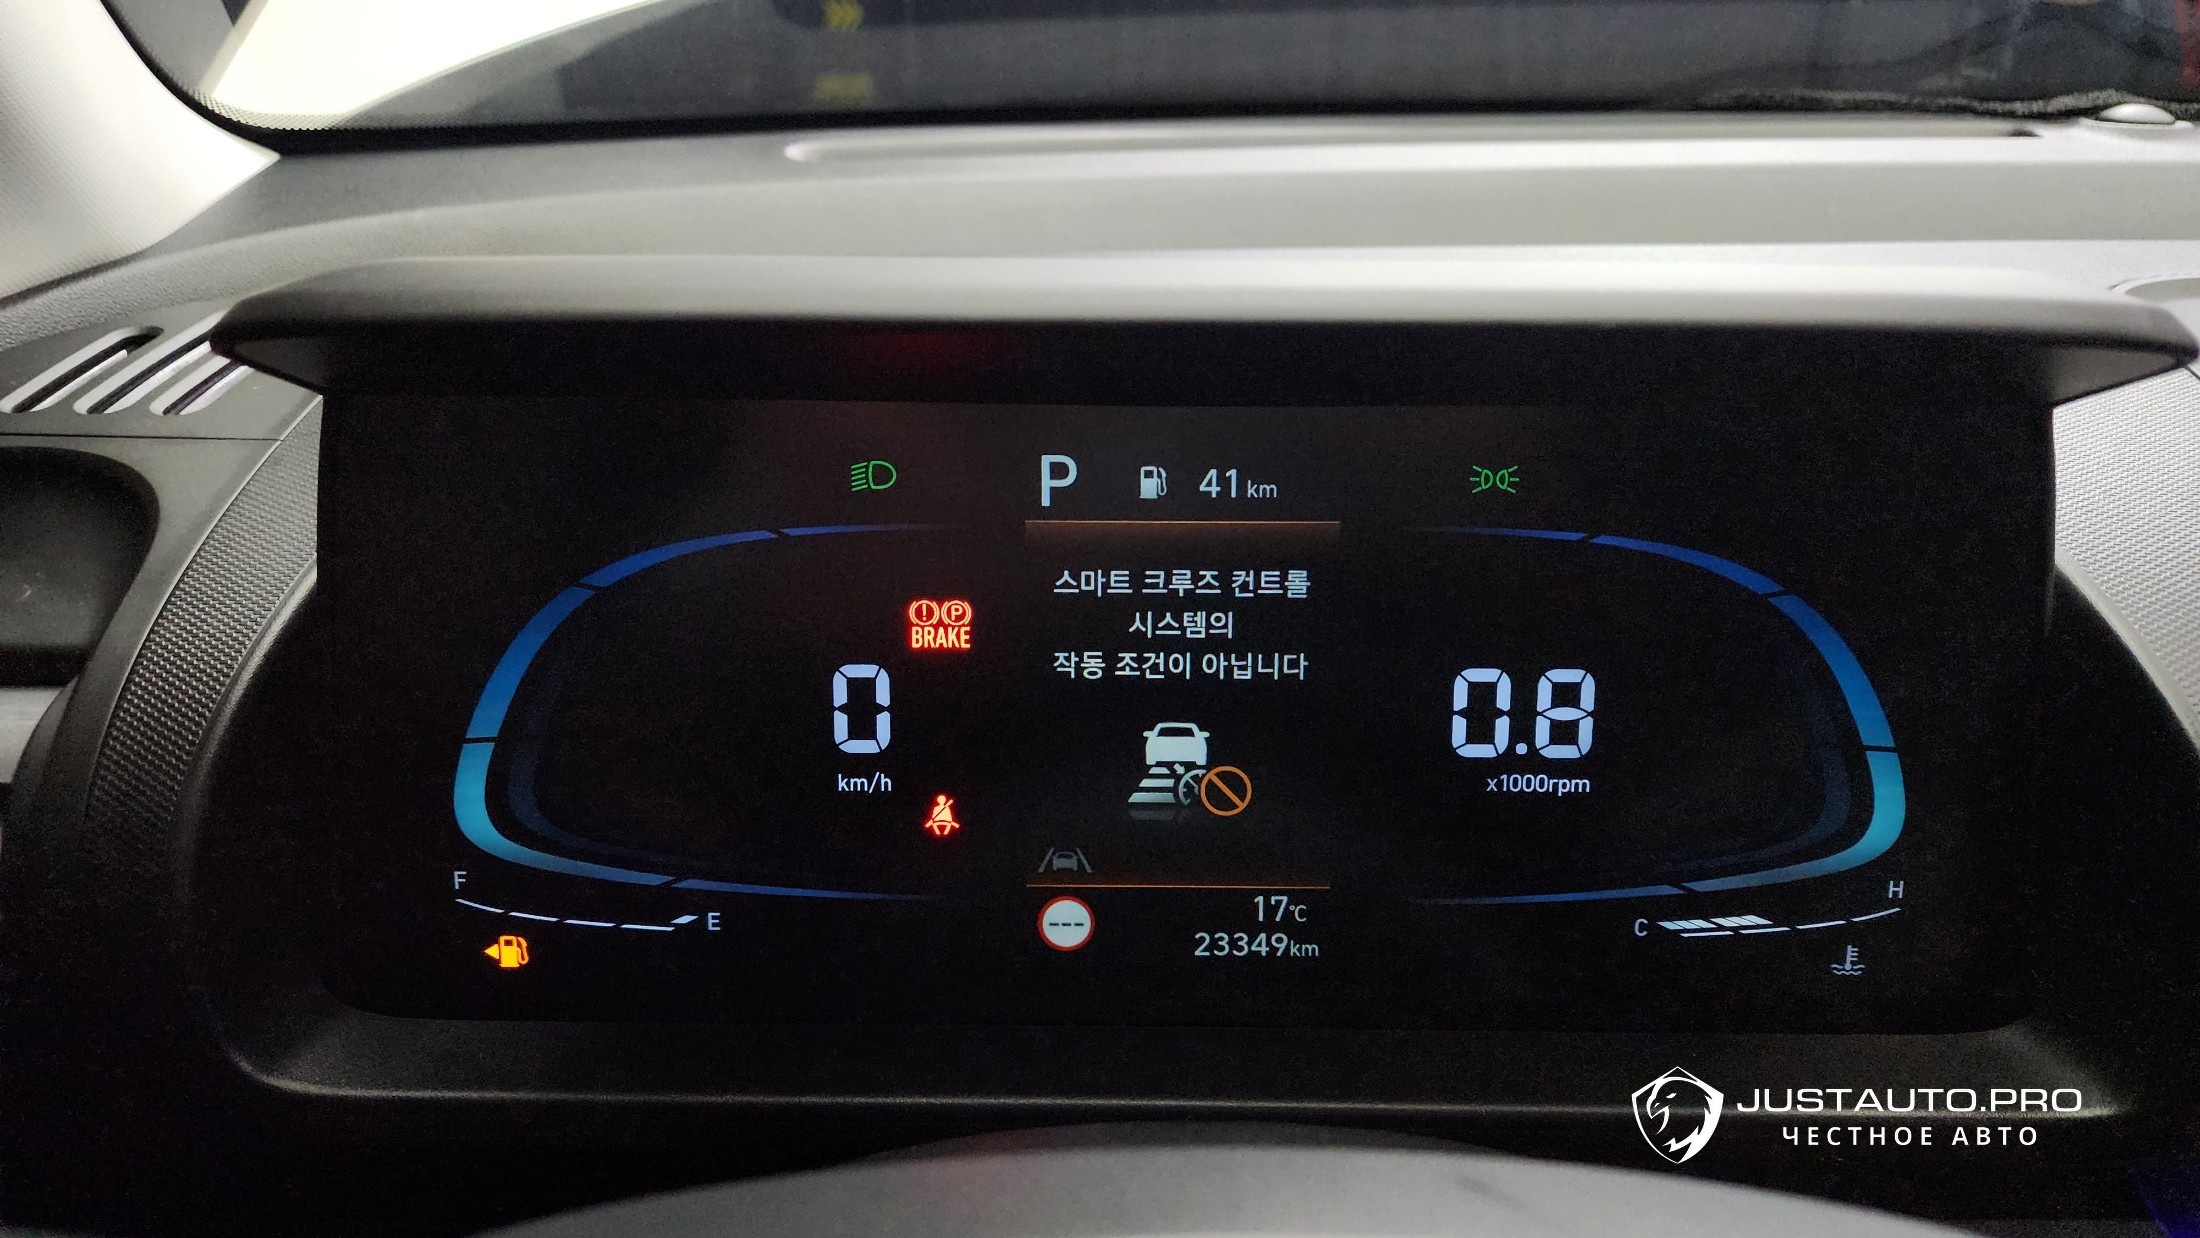 P 41 km
스마트 크루즈 컨트롤
시스템의
작동 조건이 아닙니다
BRAKE
0
km/h
0.8
x1000rpm
F
E
---
17°C
23349km
C
H
JUSTAUTO.PRO
ЧЕСТНОЕ АВТО